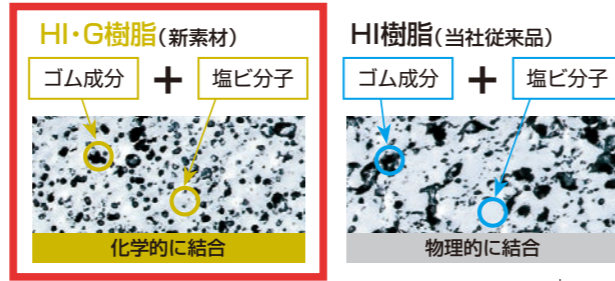 HI・G樹脂(新素材)
ゴム成分 + 塩ビ分子
化学的に結合
HI樹脂(当社従来品)
ゴム成分 + 塩ビ分子
物理的に結合